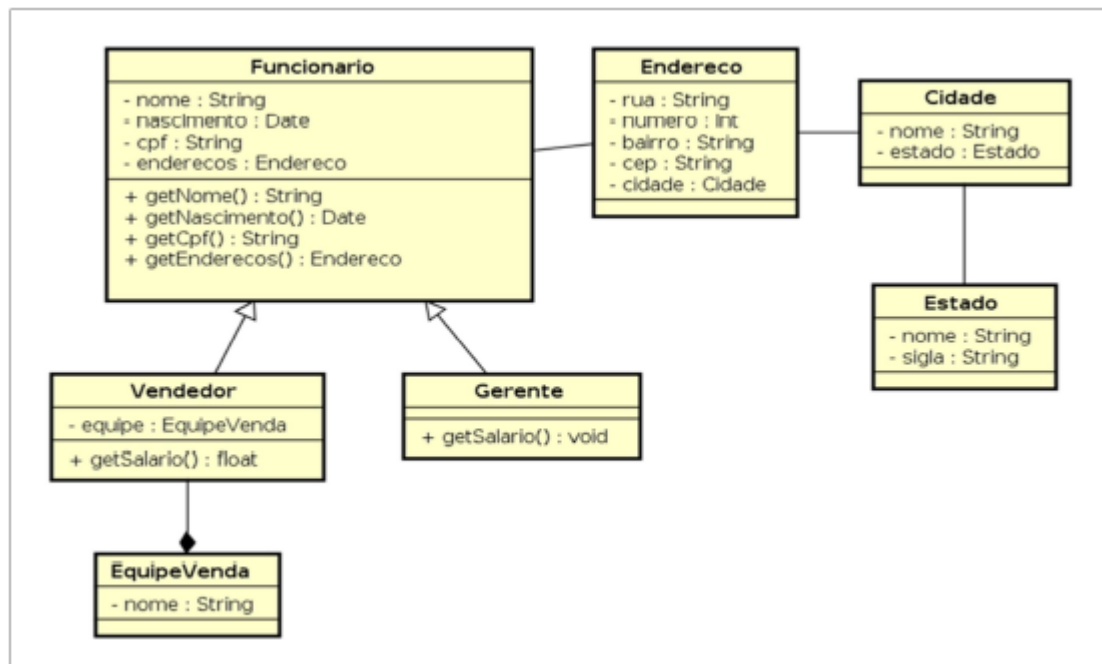 Funcionario
- nome : String
- nascimento : Date
- cpf : String
- enderecos : Endereco
+ getNome() : String
+ getNascimento() : Date
+ getCpf() : String
+ getEnderecos() : Endereco
Endereco
- rua : String
- numero : Int
- bairro : String
- cep : String
- cidade : Cidade
Cidade
- nome : String
- estado : Estado
Estado
- nome : String
- sigla : String
Vendedor
- equipe : EquipeVenda
+ getSalario() : float
Gerente
+ getSalario() : void
EquipeVenda
- nome : String